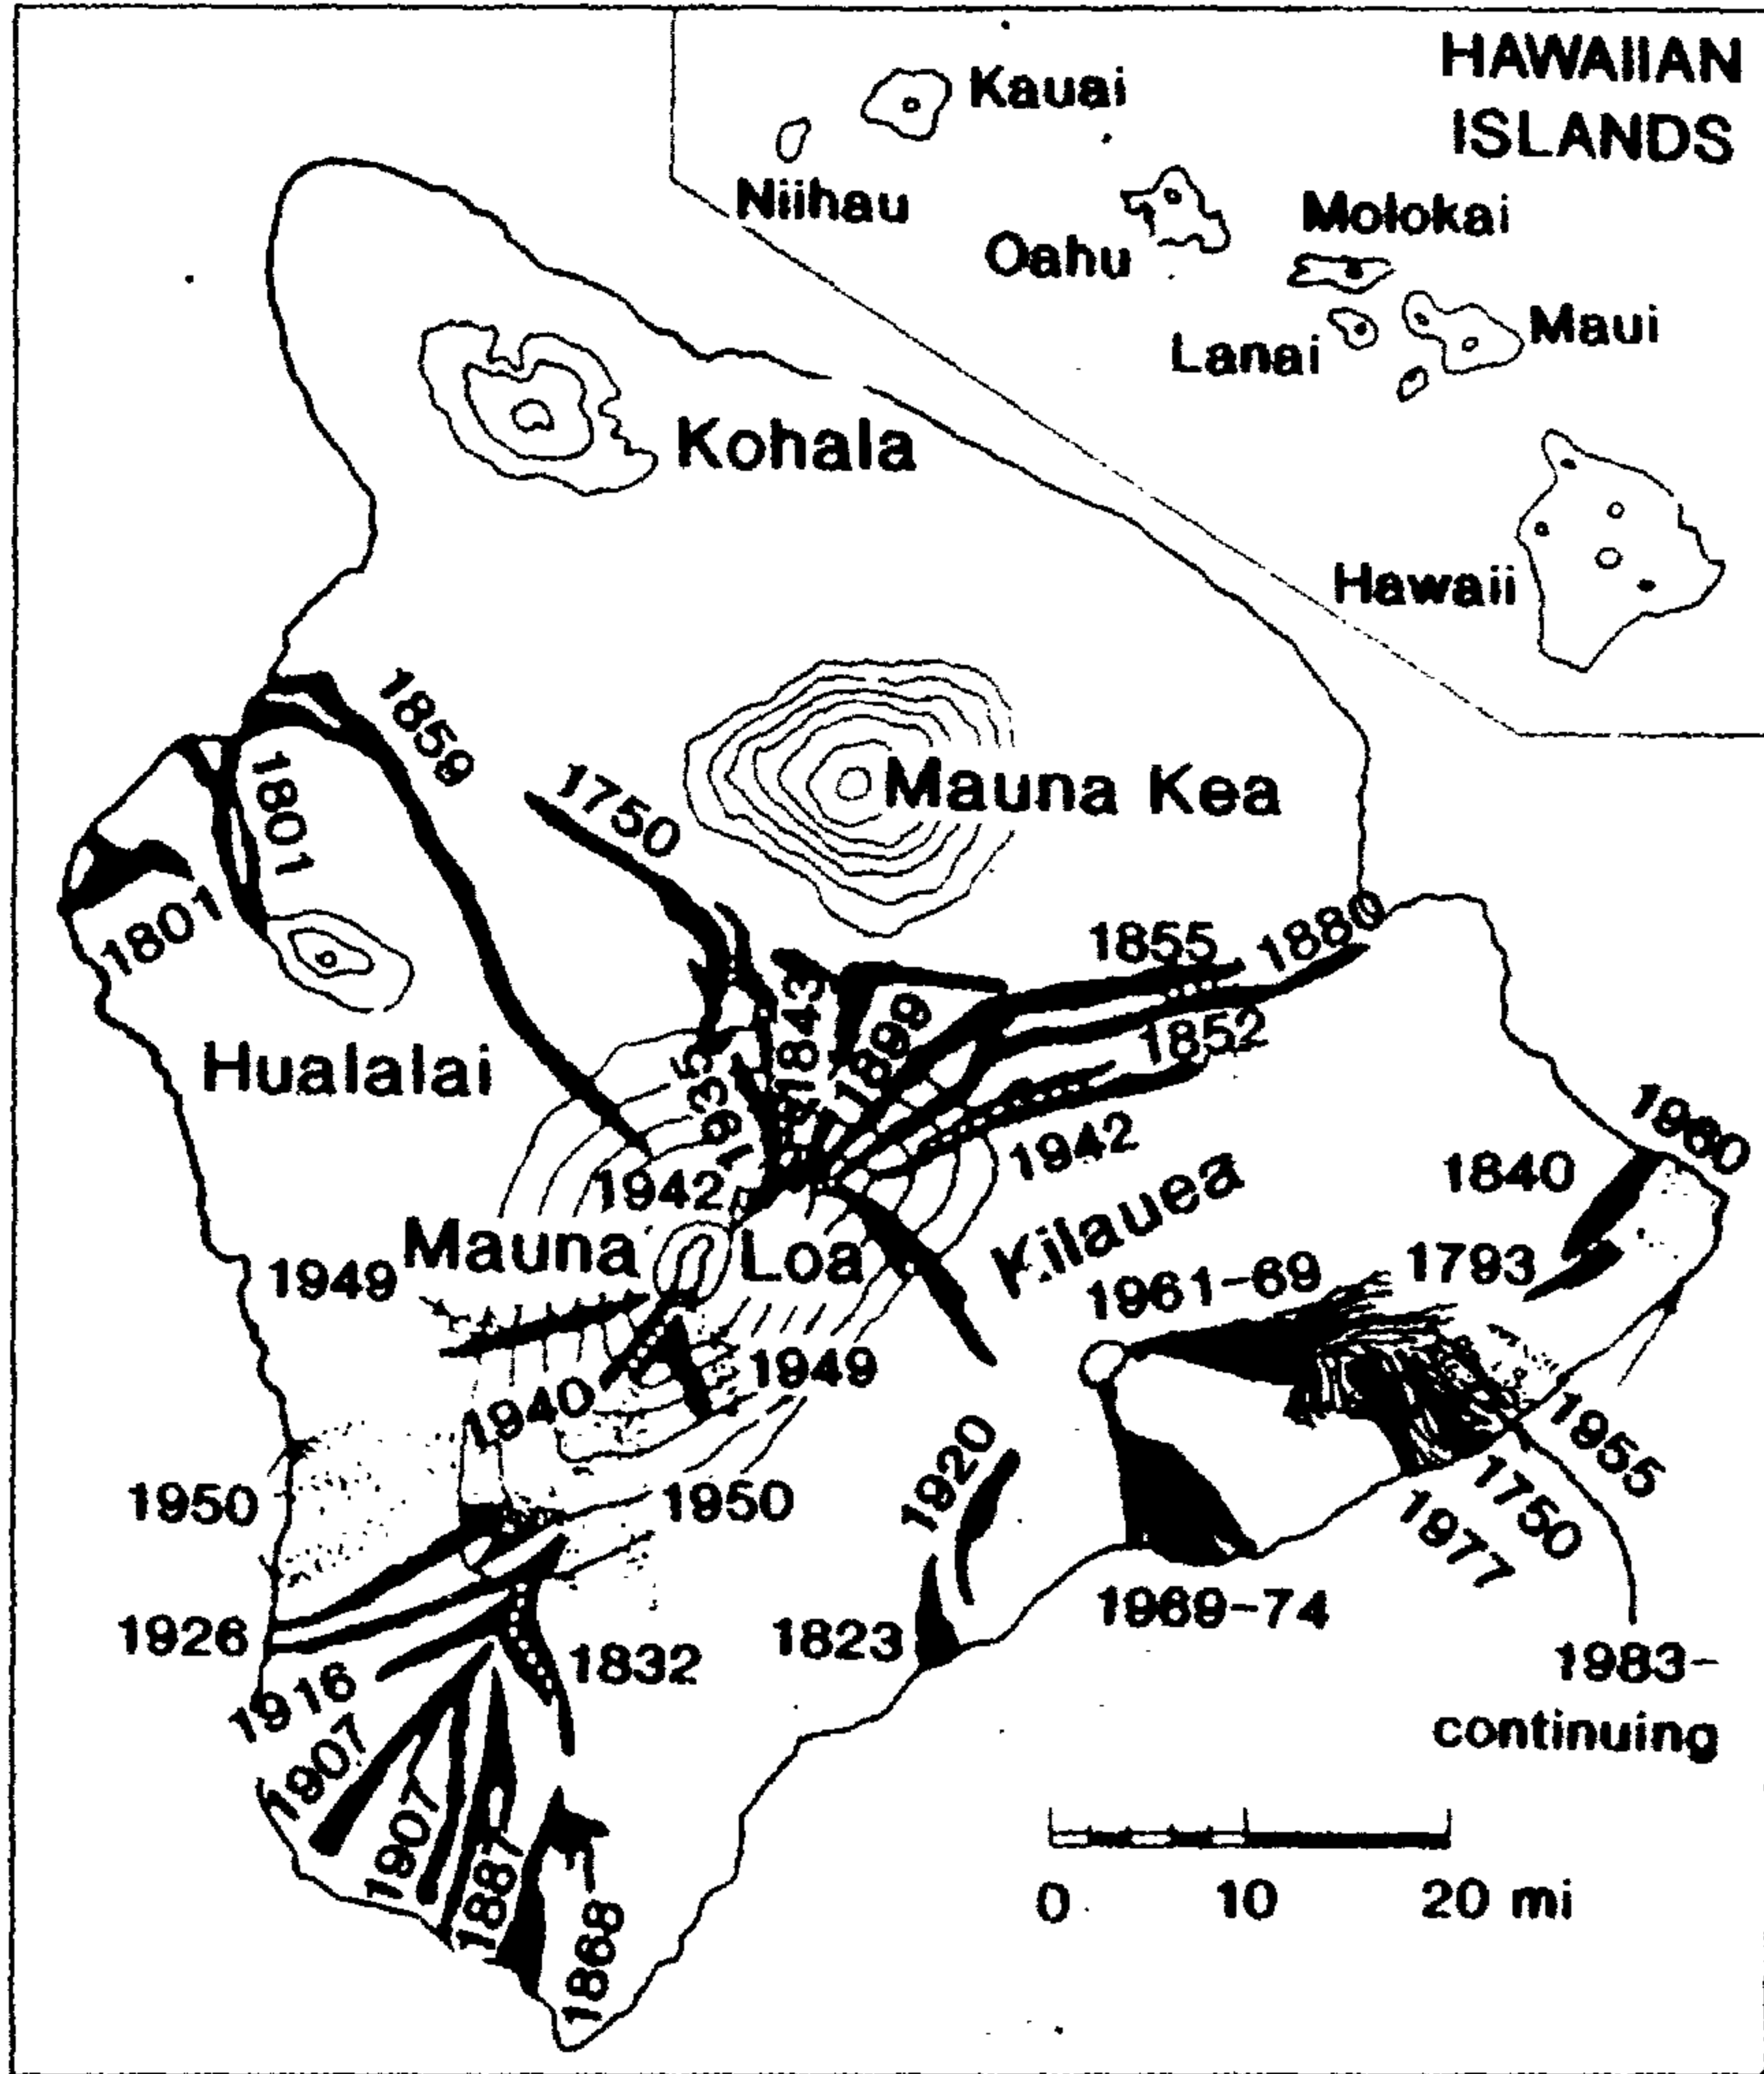 HAWAIIAN
ISLANDS
Kauai
Niihau
Oahu
Molokai
Lanai
Maui
Hawaii
Kohala
1859
1750
Mauna Kea
1801
1801
Hualalai
1855
1880
1843
1899
1852
1935
1942
1942
Mauna Loa
Kilauea
1960
1840
1793
1949
1961-69
1949
1940
1950
1950
1920
1955
1750
1977
1926
1832
1823
1969-74
1983-
continuing
1916
1907
1907
1887
1868
0 10 20 mi